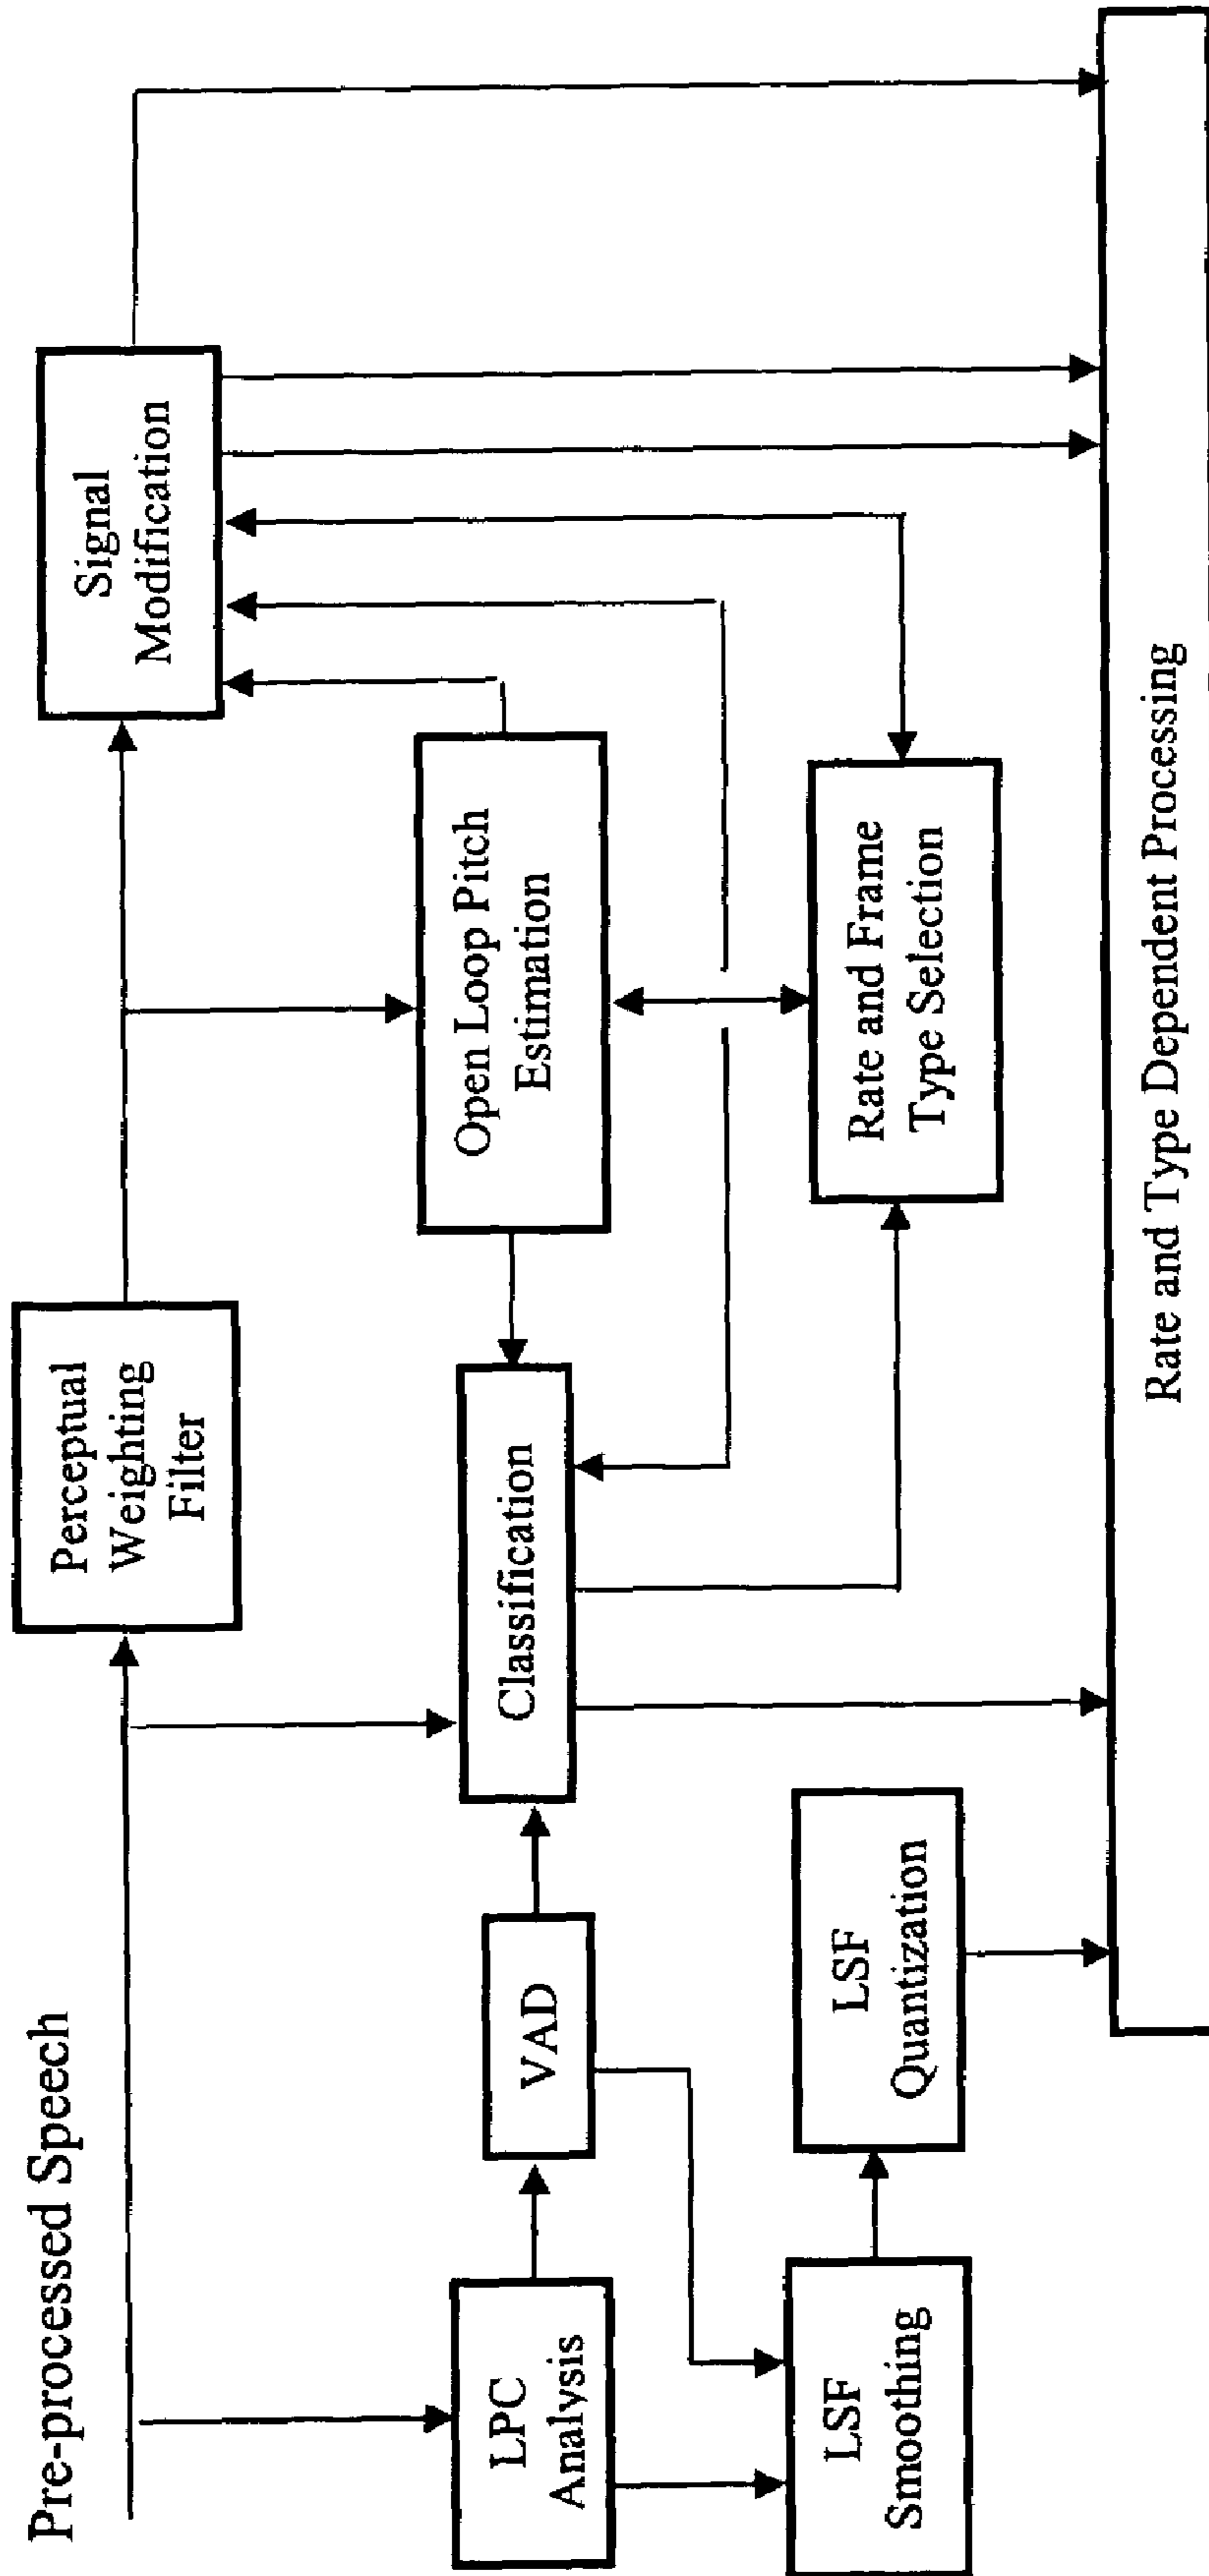 Pre-processed Speech
Perceptual
Weighting
Filter
Signal
Modification
LPC
Analysis
VAD
Classification
Open Loop Pitch
Estimation
LSF
Smoothing
LSF
Quantization
Rate and Frame
Type Selection
Rate and Type Dependent Processing